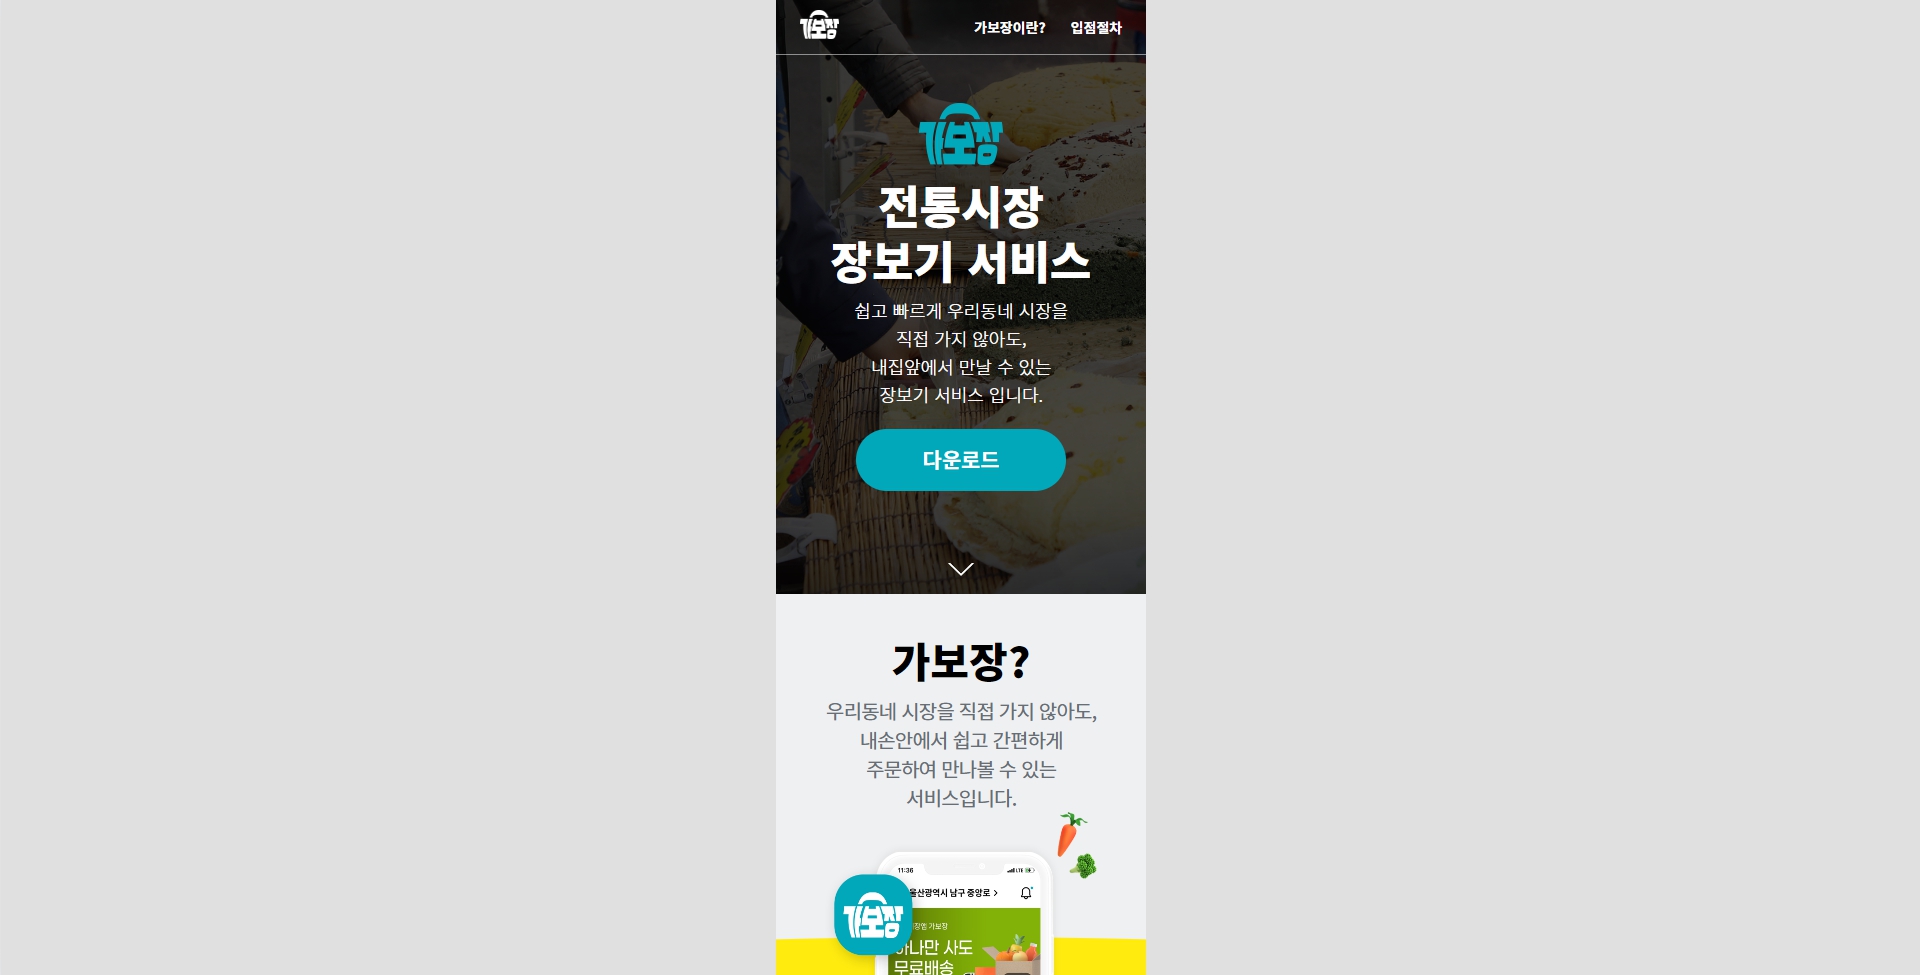 가보장
가보장이란?
입점절차
가보장
전통시장
장보기 서비스
쉽고 빠르게 우리동네 시장을
직접 가지 않아도,
내집앞에서 만날 수 있는
장보기 서비스 입니다.
다운로드
가보장?
우리동네 시장을 직접 가지 않아도,
내손안에서 쉽고 간편하게
주문하여 만나볼 수 있는
서비스입니다.
11:36
LTE
울산광역시 남구 중앙로 >
가보장
가보장
하나만 사도
무료배송